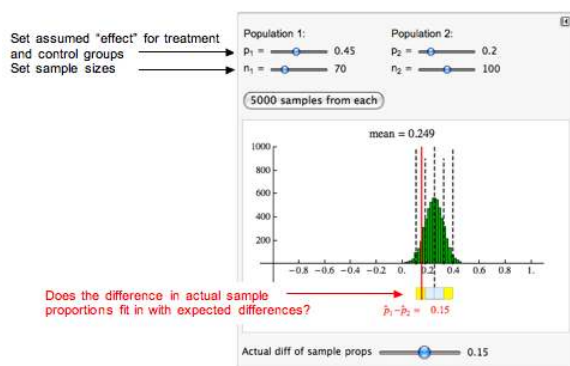 Set assumed “effect” for treatment
and control groups
Set sample sizes
Population 1:
Population 2:
p₁ = 0.45
p₂ = 0.2
n₁ = 70
n₂ = 100
5000 samples from each
mean = 0.249
1000
800
600
400
200
-0.8 -0.6 -0.4 -0.2 0. 0.2 0.4 0.6 0.8 1.
Does the difference in actual sample
proportions fit in with expected differences?
p̂₁-p̂₂ = 0.15
Actual diff of sample props 0.15